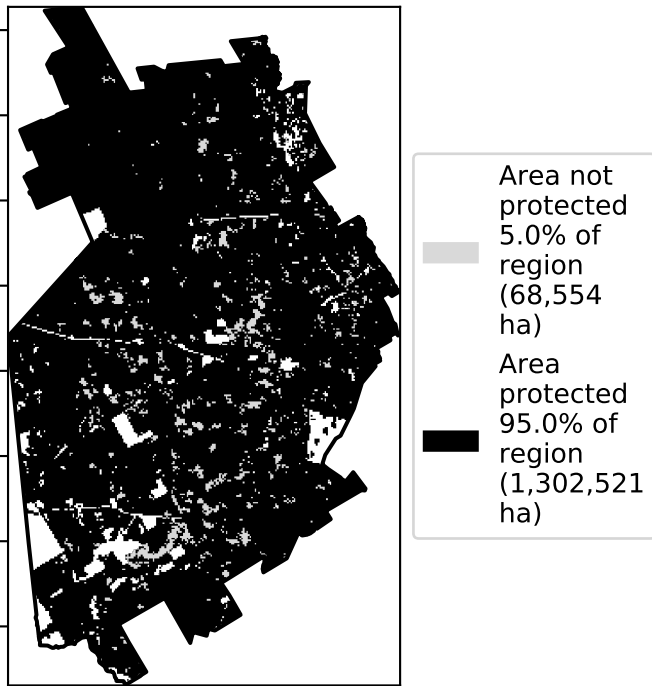 Area not
protected
5.0% of
region
(68,554
ha)
Area
protected
95.0% of
region
(1,302,521
ha)